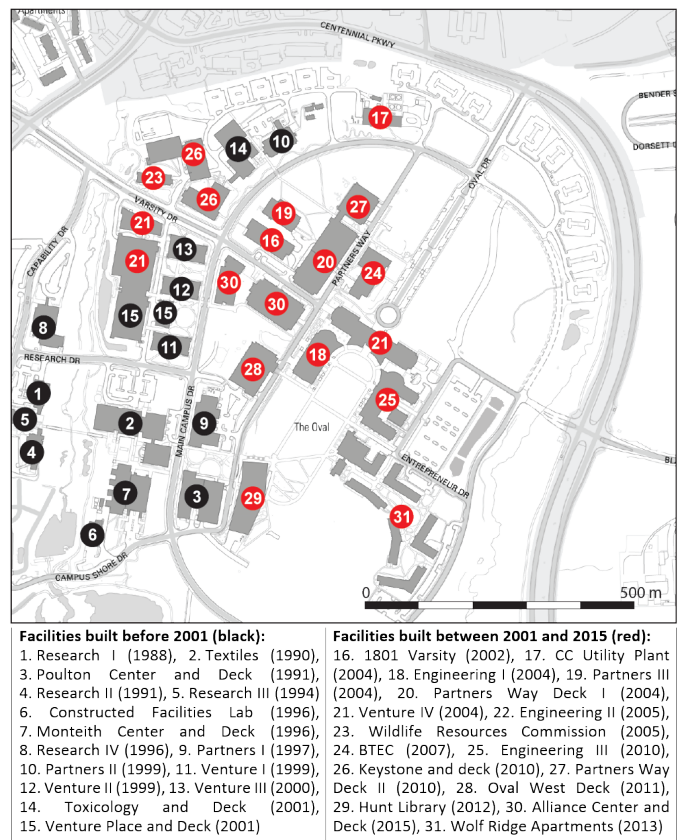 Apartments
CENTENNIAL PKWY
BENDER S
DORSETT D
17
14
10
26
23
26
OVAL DR
VARSITY DR
27
19
21
16
13
CAPABILITY DR
21
20
PARTNERS WAY
24
30
12
30
15
15
8
11
18
21
RESEARCH DR
28
1
MAIN CAMPUS DR
25
5
2
9
The Oval
4
BL
ENTREPRENEUR DR
7
3
29
31
6
CAMPUS SHORE DR
0 500 m
Facilities built before 2001 (black):
1. Research I (1988), 2. Textiles (1990),
3. Poulton Center and Deck (1991),
4. Research II (1991), 5. Research III (1994)
6. Constructed Facilities Lab (1996),
7. Monteith Center and Deck (1996),
8. Research IV (1996), 9. Partners I (1997),
10. Partners II (1999), 11. Venture I (1999),
12. Venture II (1999), 13. Venture III (2000),
14. Toxicology and Deck (2001),
15. Venture Place and Deck (2001)
Facilities built between 2001 and 2015 (red):
16. 1801 Varsity (2002), 17. CC Utility Plant
(2004), 18. Engineering I (2004), 19. Partners III
(2004), 20. Partners Way Deck I (2004),
21. Venture IV (2004), 22. Engineering II (2005),
23. Wildlife Resources Commission (2005),
24. BTEC (2007), 25. Engineering III (2010),
26. Keystone and deck (2010), 27. Partners Way
Deck II (2010), 28. Oval West Deck (2011),
29. Hunt Library (2012), 30. Alliance Center and
Deck (2015), 31. Wolf Ridge Apartments (2013)